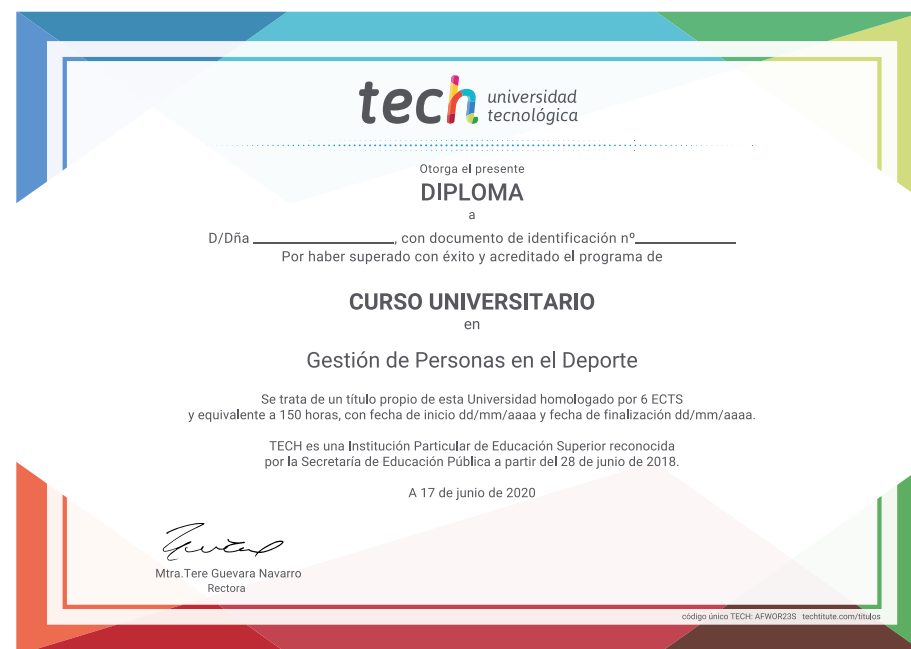 tech universidad
tecnológica
Otorga el presente
DIPLOMA
a
D/Dña ____________, con documento de identificación nº____________
Por haber superado con éxito y acreditado el programa de
CURSO UNIVERSITARIO
en
Gestión de Personas en el Deporte
Se trata de un título propio de esta Universidad homologado por 6 ECTS
y equivalente a 150 horas, con fecha de inicio dd/mm/aaaa y fecha de finalización dd/mm/aaaa.
TECH es una Institución Particular de Educación Superior reconocida
por la Secretaría de Educación Pública a partir del 28 de junio de 2018.
A 17 de junio de 2020
Mtra.Tere Guevara Navarro
Rectora
código único TECH: AFWOR23S techtitute.com/titulos